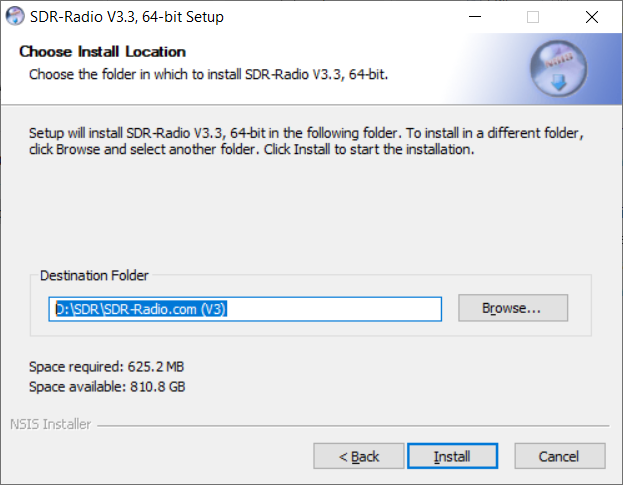 SDR-Radio V3.3, 64-bit Setup
Choose Install Location
Choose the folder in which to install SDR-Radio V3.3, 64-bit.
Setup will install SDR-Radio V3.3, 64-bit in the following folder. To install in a different folder,
click Browse and select another folder. Click Install to start the installation.
Destination Folder
D:\SDR\SDR-Radio.com (V3)
Browse...
Space required: 625.2 MB
Space available: 810.8 GB
NSIS Installer
< Back
Install
Cancel